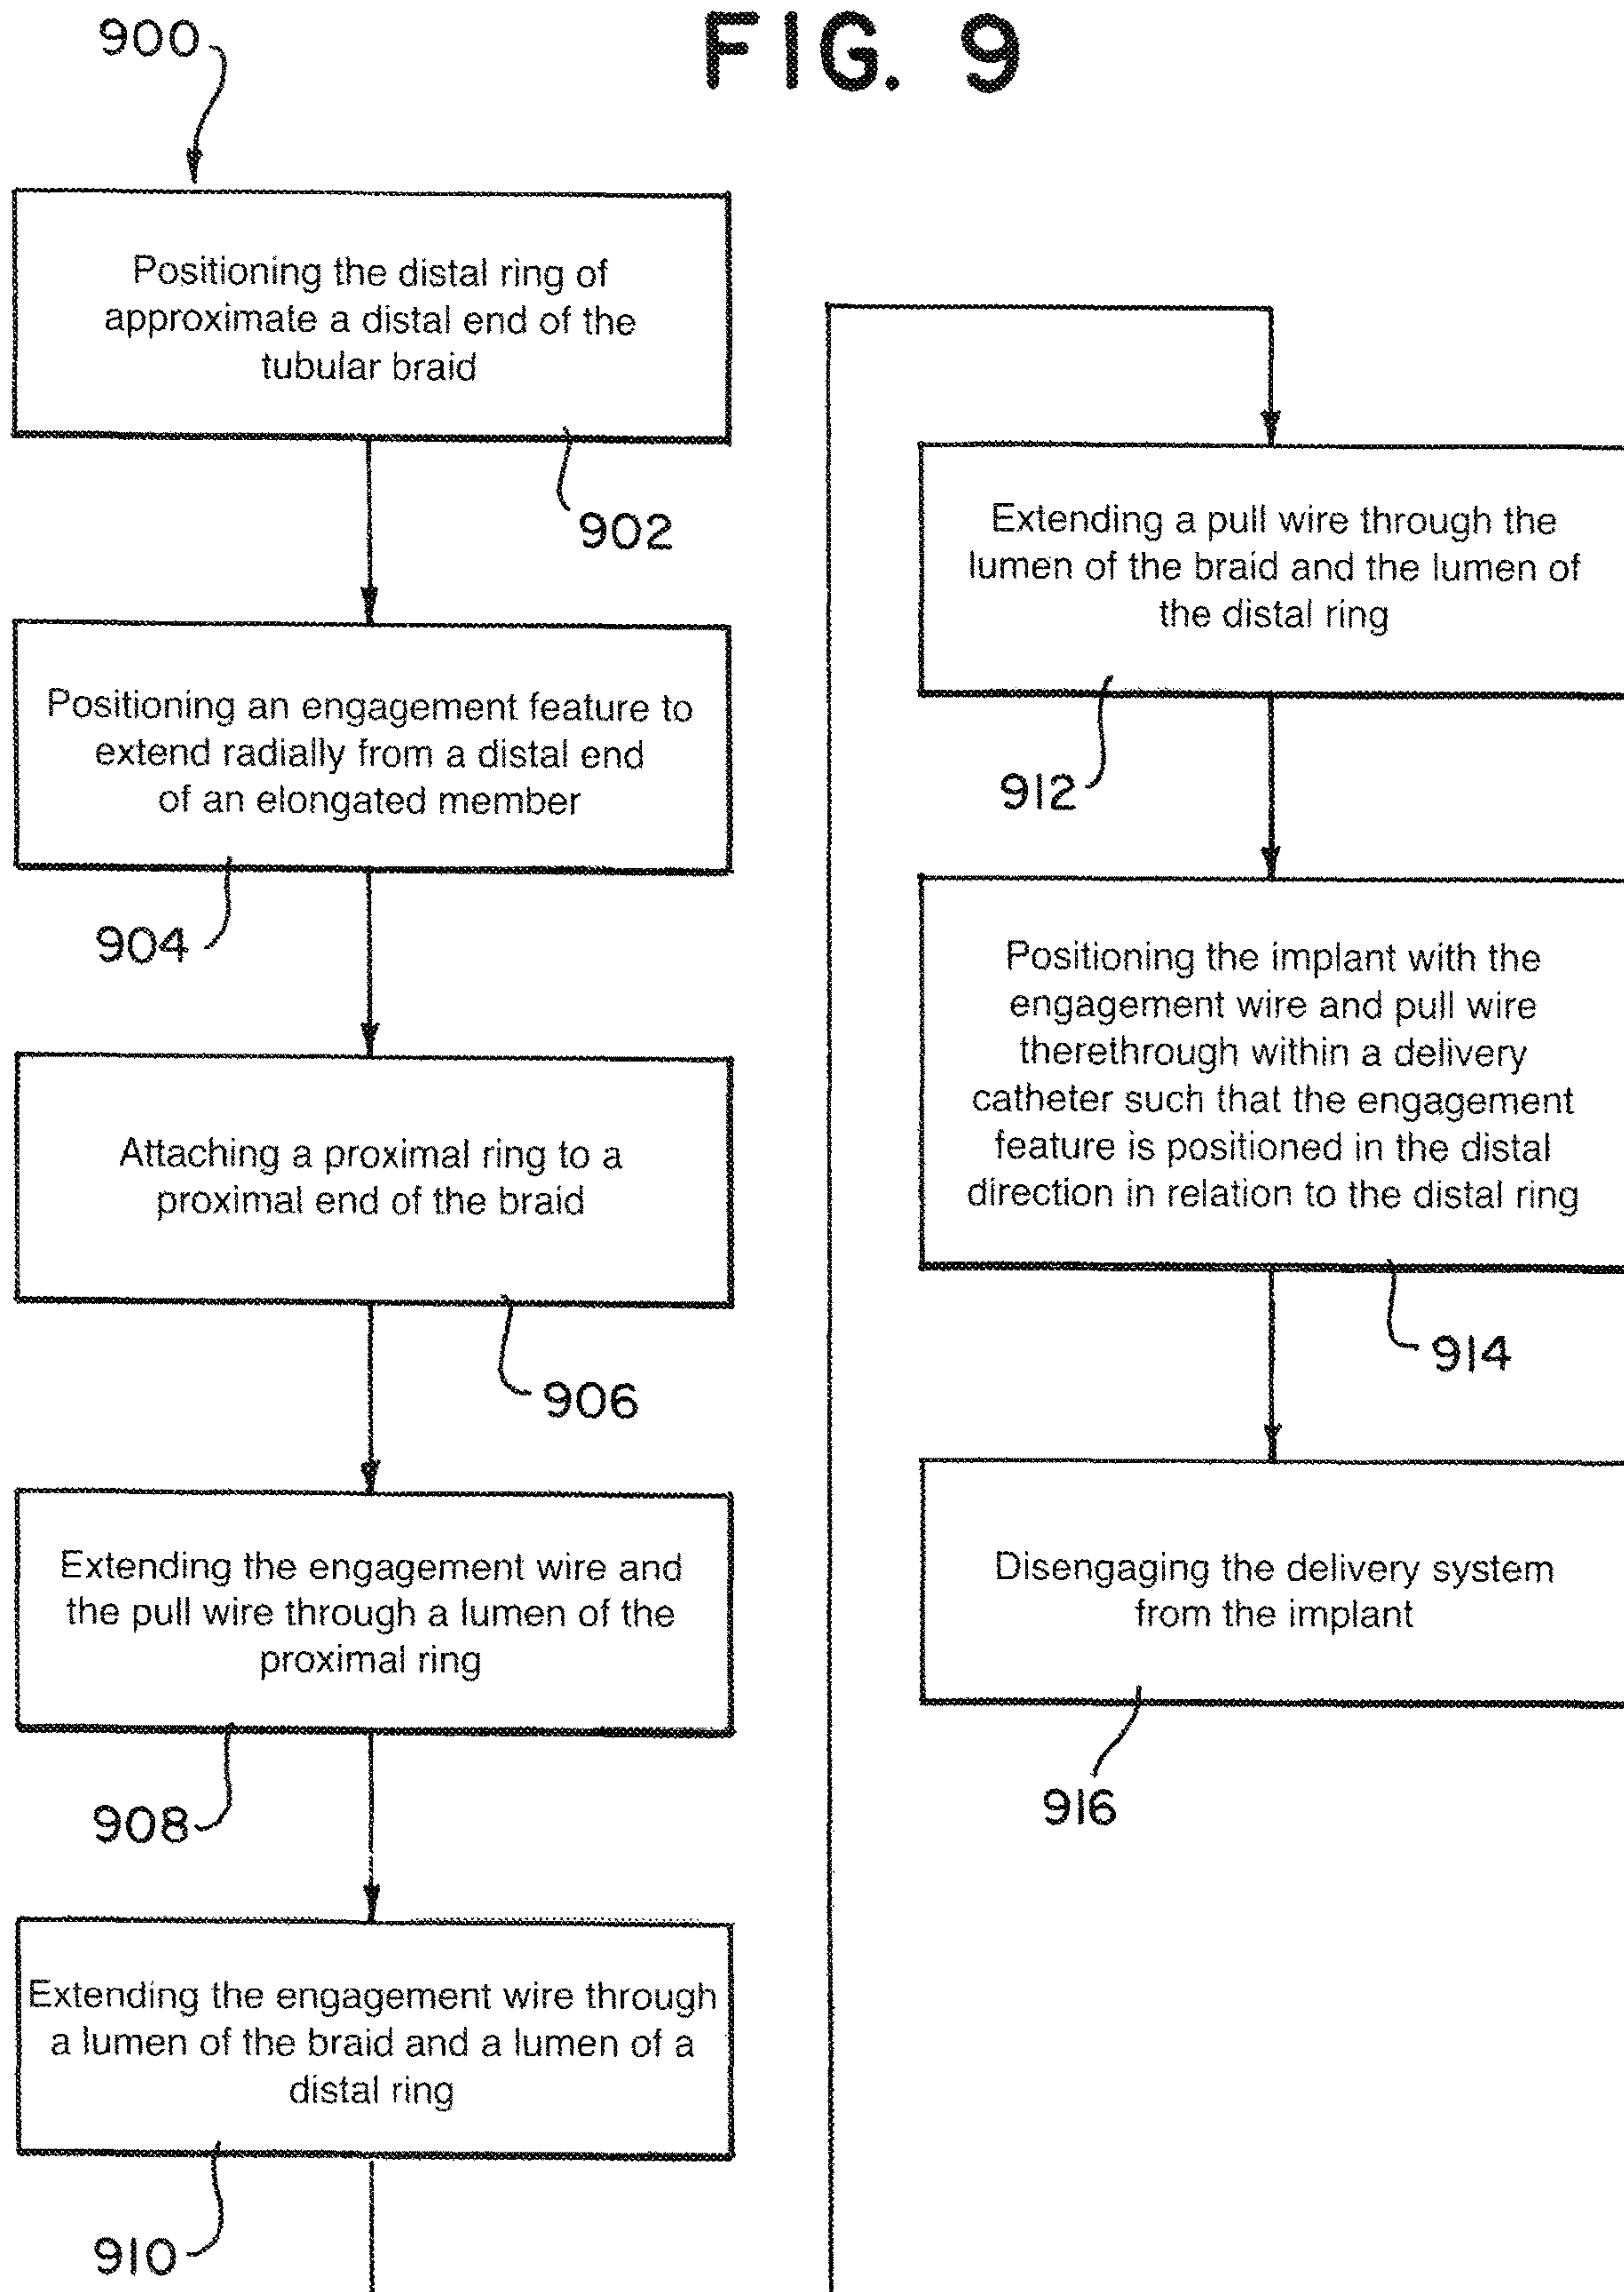 FIG. 9
900
Positioning the distal ring of
approximate a distal end of the
tubular braid
902
Positioning an engagement feature to
extend radially from a distal end
of an elongated member
904
Attaching a proximal ring to a
proximal end of the braid
906
Extending the engagement wire and
the pull wire through a lumen of the
proximal ring
908
Extending the engagement wire through
a lumen of the braid and a lumen of a
distal ring
910
Extending a pull wire through the
lumen of the braid and the lumen of
the distal ring
912
Positioning the implant with the
engagement wire and pull wire
therethrough within a delivery
catheter such that the engagement
feature is positioned in the distal
direction in relation to the distal ring
914
Disengaging the delivery system
from the implant
916